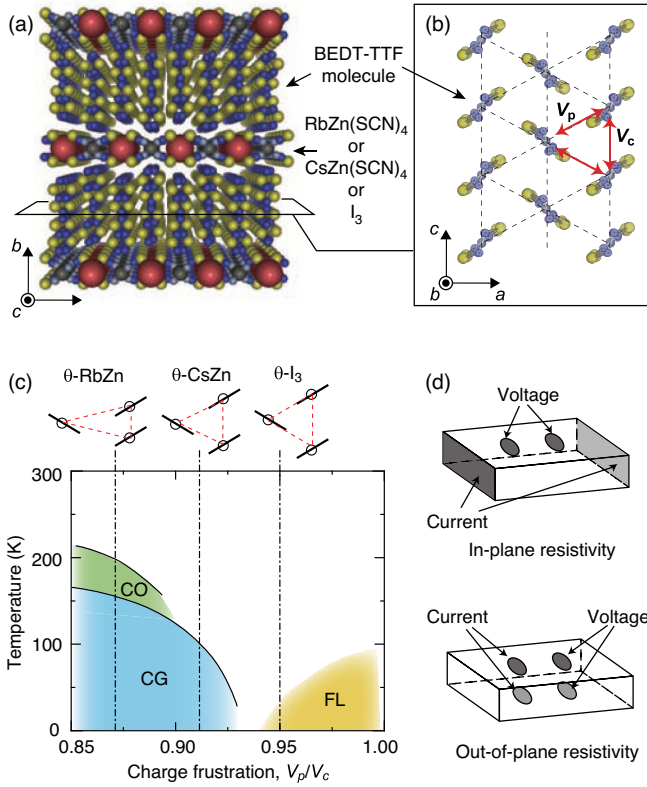 (a)
BEDT-TTF
molecule
RbZn(SCN)4
or
CsZn(SCN)4
or
I3
b
c
a
(b)
Vp
Vc
c
b
a
(c)
θ-RbZn
θ-CsZn
θ-I3
Temperature (K)
300
200
100
0
CO
CG
FL
0.85
0.90
0.95
1.00
Charge frustration, Vp/Vc
(d)
Voltage
Current
In-plane resistivity
Current
Voltage
Out-of-plane resistivity